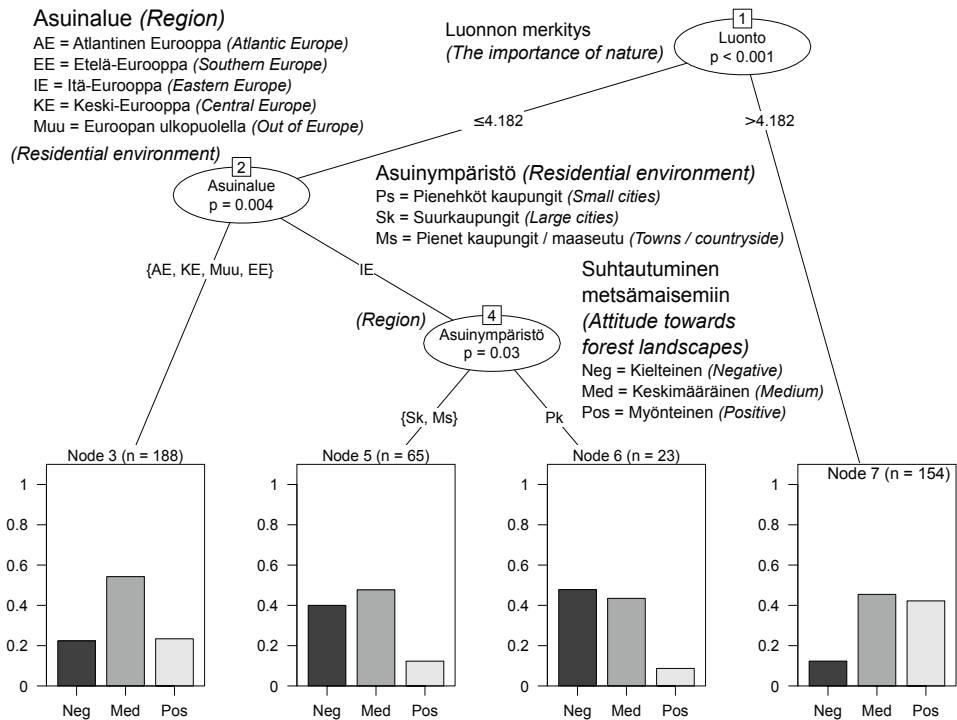 Asuinalue (Region)
AE = Atlantinen Eurooppa (Atlantic Europe)
EE = Etelä-Eurooppa (Southern Europe)
IE = Itä-Eurooppa (Eastern Europe)
KE = Keski-Eurooppa (Central Europe)
Muu = Euroopan ulkopuolella (Out of Europe)
Luonnon merkitys
(The importance of nature)
1
Luonto
p < 0.001
≤4.182
>4.182
(Residential environment)
2
Asuinalue
p = 0.004
Asuinympäristö (Residential environment)
Ps = Pienehköt kaupungit (Small cities)
Sk = Suurkaupungit (Large cities)
Ms = Pienet kaupungit / maaseutu (Towns / countryside)
{AE, KE, Muu, EE}
IE
Suhtautuminen
metsämaisemiin
(Attitude towards
forest landscapes)
Neg = Kielteinen (Negative)
Med = Keskimääräinen (Medium)
Pos = Myönteinen (Positive)
(Region)
4
Asuinympäristö
p = 0.03
{Sk, Ms}
Pk
Node 3 (n = 188)
1
0.8
0.6
0.4
0.2
0
Neg Med Pos
Node 5 (n = 65)
1
0.8
0.6
0.4
0.2
0
Neg Med Pos
Node 6 (n = 23)
1
0.8
0.6
0.4
0.2
0
Neg Med Pos
Node 7 (n = 154)
1
0.8
0.6
0.4
0.2
0
Neg Med Pos